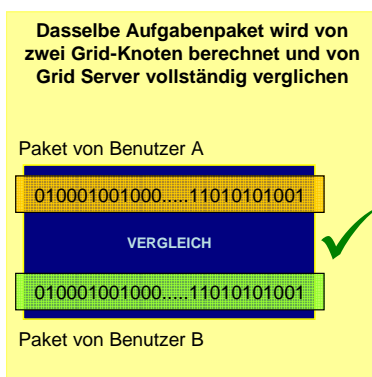 Dasselbe Aufgabenpaket wird von
zwei Grid-Knoten berechnet und von
Grid Server vollständig verglichen
Paket von Benutzer A
010001001000.....11010101001
VERGLEICH
010001001000.....11010101001
Paket von Benutzer B